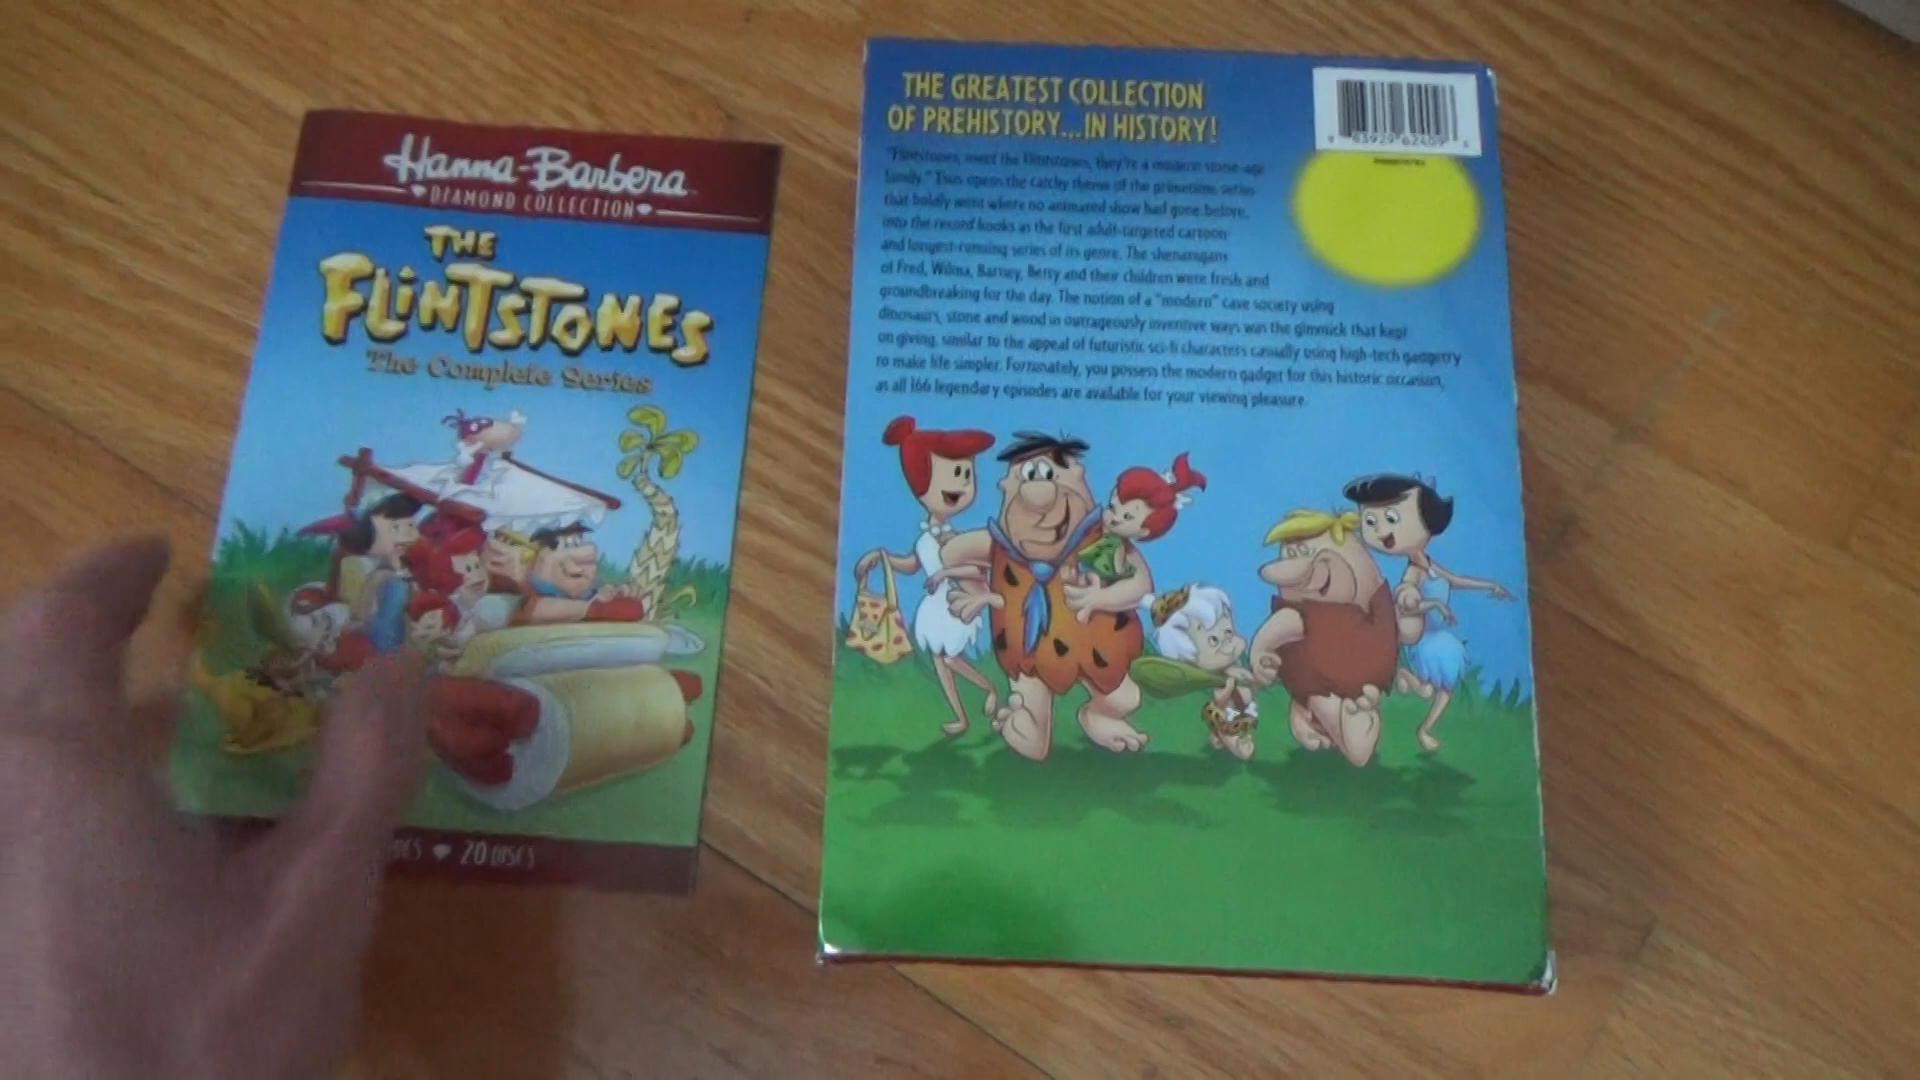 Hanna-Barbera
DIAMOND COLLECTION
THE
FLINTSTONES
The Complete Series
20 DISCS
THE GREATEST COLLECTION
OF PREHISTORY...IN HISTORY!
"Flintstones, meet the Flintstones, they're a modern stone-age
family." Thus opens the catchy theme of the primetime series
that boldly went where no animated show had gone before,
into the record books as the first adult-targeted cartoon
and longest-running series of its genre. The shenanigans
of Fred, Wilma, Barney, Betty and their children were fresh and
groundbreaking for the day. The notion of a "modern" cave society using
dinosaurs, stone and wood in outrageously inventive ways was the gimmick that kept
on giving, similar to the appeal of futuristic sci-fi characters casually using high-tech gadgetry
to make life simpler. Fortunately, you possess the modern gadget for this historic occasion,
as all 166 legendary episodes are available for your viewing pleasure.